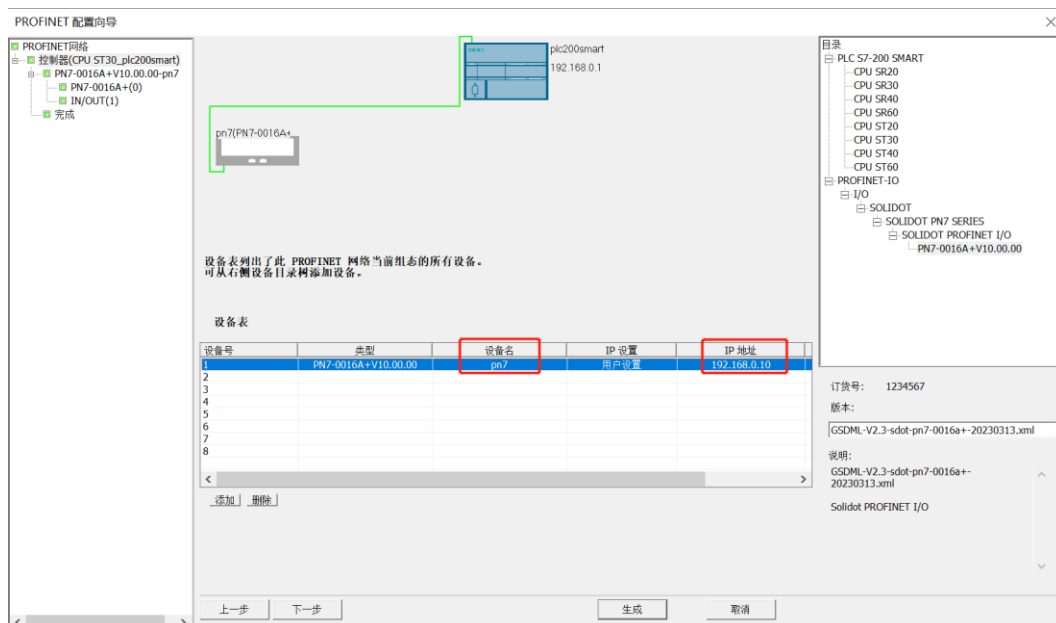 PROFINET 配置向导
PROFINET网络
控制器(CPU ST30_plc200smart)
PN7-0016A+V10.00.00-pn7
PN7-0016A+(0)
IN/OUT(1)
完成
plc200smart
192.168.0.1
pn7(PN7-0016A+
设备表列出了此 PROFINET 网络当前组态的所有设备。
可从右侧设备目录树添加设备。
设备表
设备号 类型 设备名 IP 设置 IP 地址
1 PN7-0016A+V10.00.00 pn7 用户设置 192.168.0.10
2
3
4
5
6
7
8
添加 删除
上一步 下一步 生成 取消
目录
PLC S7-200 SMART
CPU SR20
CPU SR30
CPU SR40
CPU SR60
CPU ST20
CPU ST30
CPU ST40
CPU ST60
PROFINET-IO
I/O
SOLIDOT
SOLIDOT PN7 SERIES
SOLIDOT PROFINET I/O
PN7-0016A+V10.00.00
订货号: 1234567
版本:
GSDML-V2.3-sdot-pn7-0016a+-20230313.xml
说明:
GSDML-V2.3-sdot-pn7-0016a+-
20230313.xml
Solidot PROFINET I/O